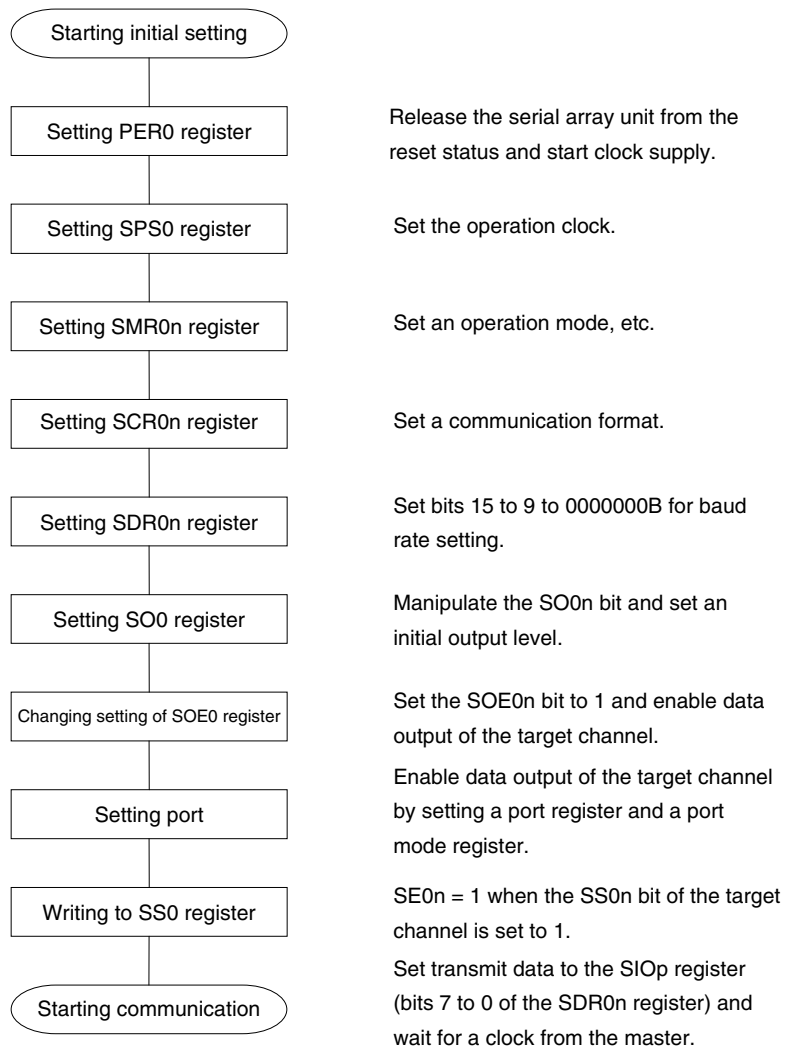 Starting initial setting
Setting PER0 register
Release the serial array unit from the
reset status and start clock supply.
Setting SPS0 register
Set the operation clock.
Setting SMR0n register
Set an operation mode, etc.
Setting SCR0n register
Set a communication format.
Setting SDR0n register
Set bits 15 to 9 to 0000000B for baud
rate setting.
Setting SO0 register
Manipulate the SO0n bit and set an
initial output level.
Changing setting of SOE0 register
Set the SOE0n bit to 1 and enable data
output of the target channel.
Setting port
Enable data output of the target channel
by setting a port register and a port
mode register.
Writing to SS0 register
SE0n = 1 when the SS0n bit of the target
channel is set to 1.
Starting communication
Set transmit data to the SIOp register
(bits 7 to 0 of the SDR0n register) and
wait for a clock from the master.